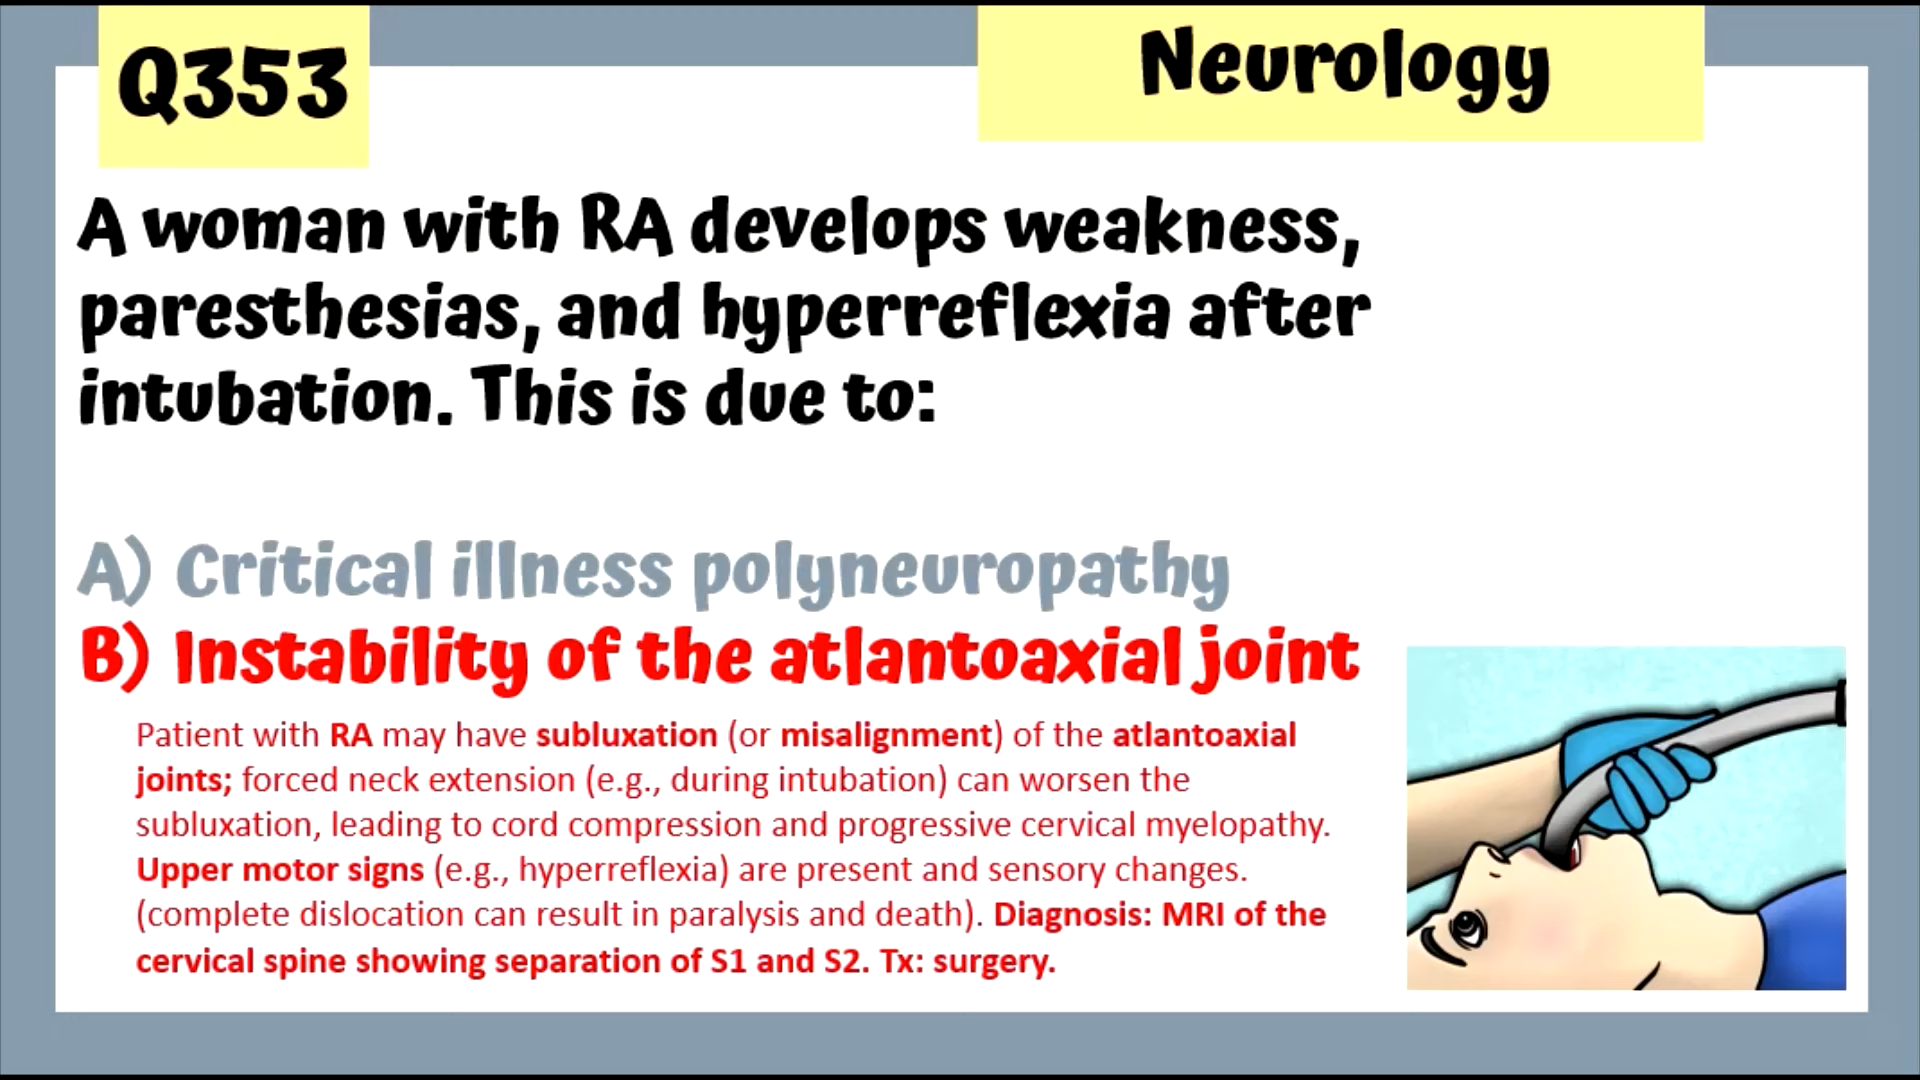 Q353
Neurology
A woman with RA develops weakness,
paresthesias, and hyperreflexia after
intubation. This is due to:
A) Critical illness polyneuropathy
B) Instability of the atlantoaxial joint
Patient with RA may have subluxation (or misalignment) of the atlantoaxial
joints; forced neck extension (e.g., during intubation) can worsen the
subluxation, leading to cord compression and progressive cervical myelopathy.
Upper motor signs (e.g., hyperreflexia) are present and sensory changes.
(complete dislocation can result in paralysis and death). Diagnosis: MRI of the
cervical spine showing separation of S1 and S2. Tx: surgery.